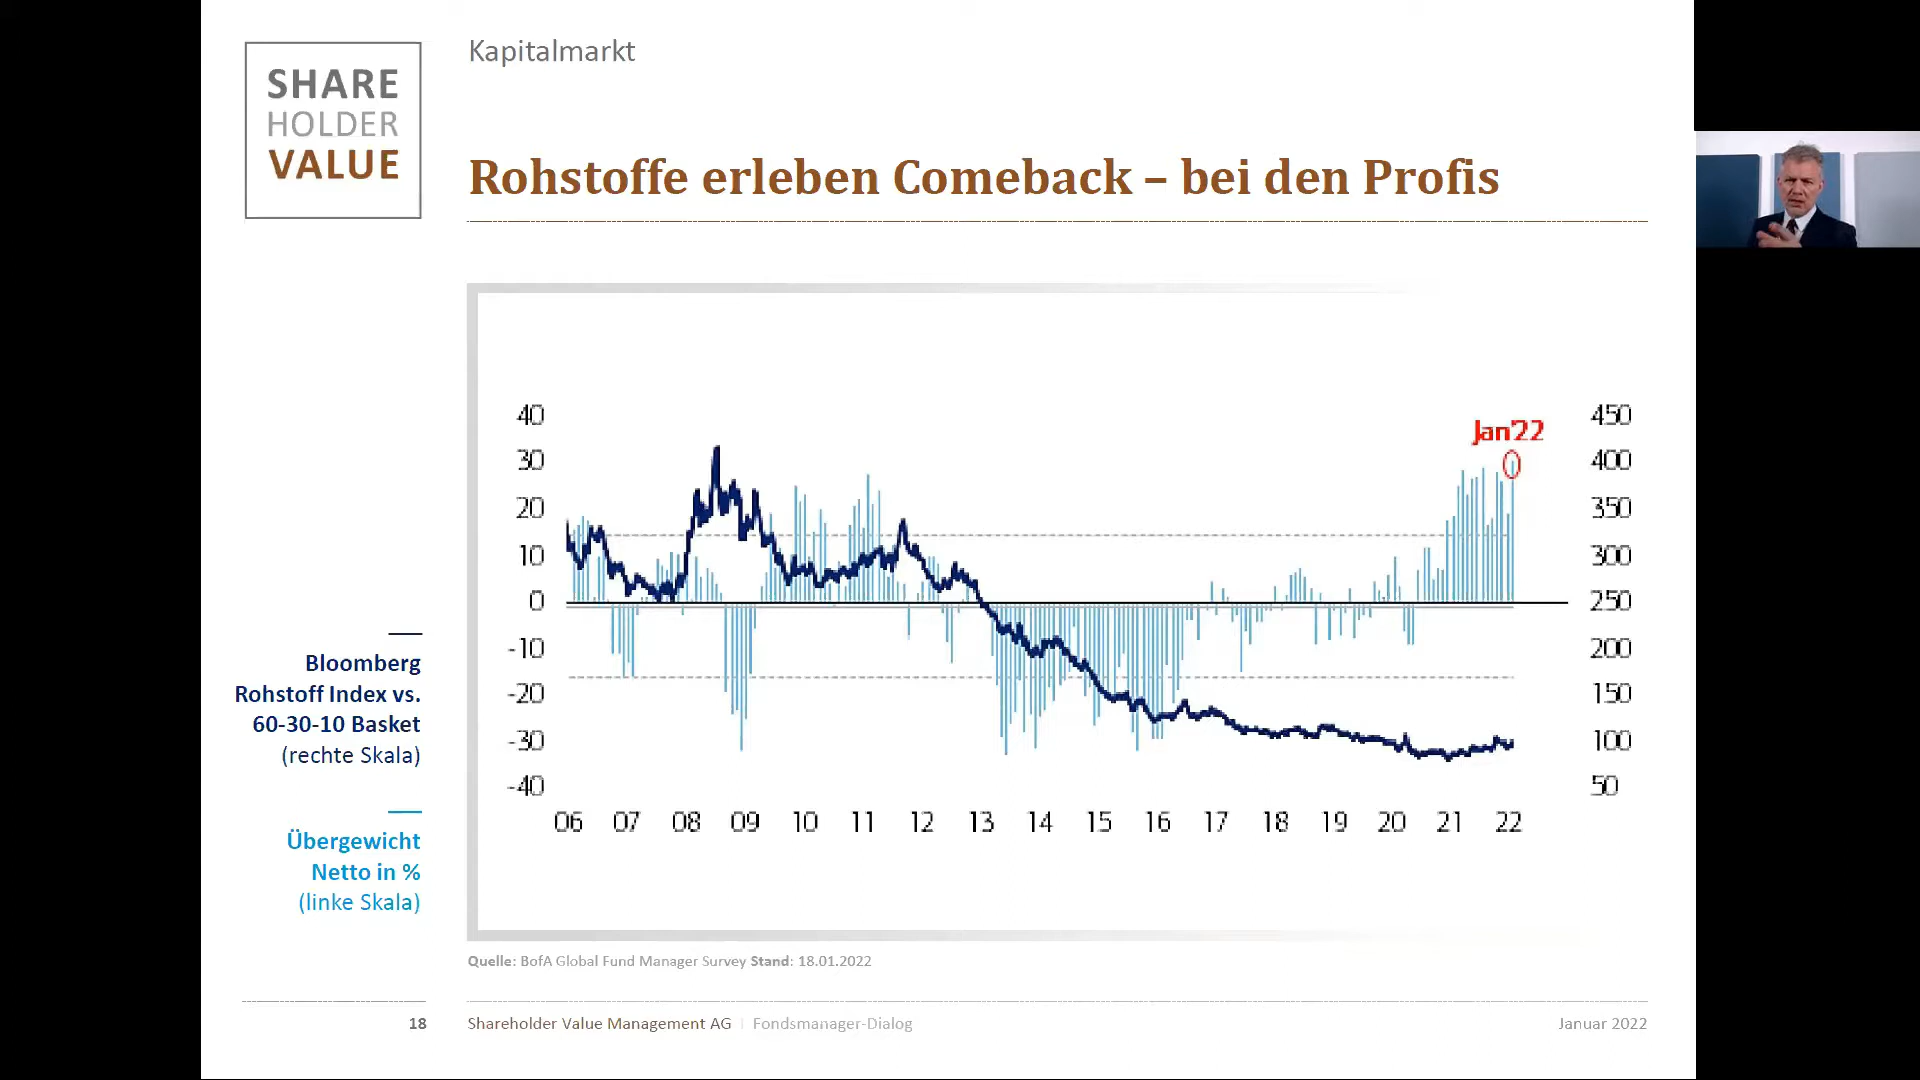 SHARE
HOLDER
VALUE
Kapitalmarkt
Rohstoffe erleben Comeback – bei den Profis
Bloomberg
Rohstoff Index vs.
60-30-10 Basket
(rechte Skala)
Übergewicht
Netto in %
(linke Skala)
40
30
20
10
0
-10
-20
-30
-40
Jan'22
450
400
350
300
250
200
150
100
50
06 07 08 09 10 11 12 13 14 15 16 17 18 19 20 21 22
Quelle: BofA Global Fund Manager Survey Stand: 18.01.2022
18
Shareholder Value Management AG | Fondsmanager-Dialog
Januar 2022